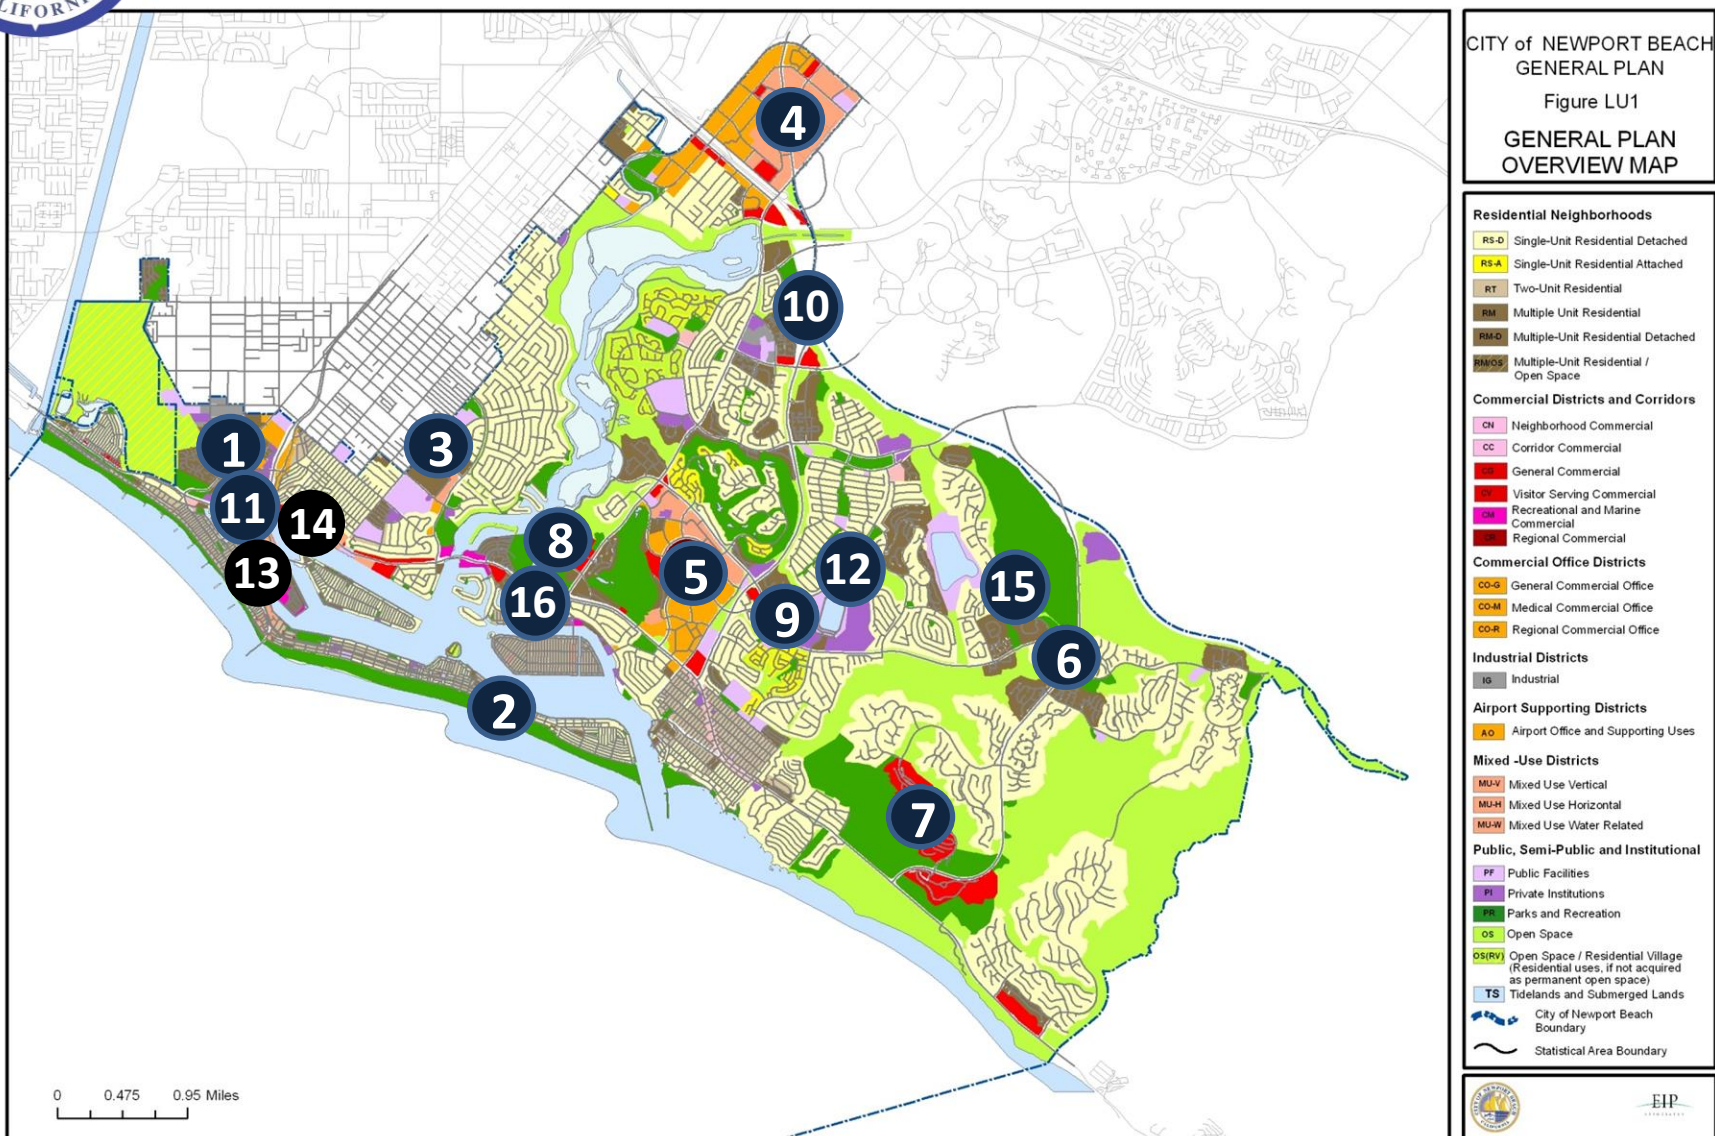 LIFORN
CITY of NEWPORT BEACH
GENERAL PLAN
Figure LU1
GENERAL PLAN
OVERVIEW MAP
4
10
1
3
11
14
8
13
5
12
15
16
9
6
2
7
Residential Neighborhoods
RS-D Single-Unit Residential Detached
RS-A Single-Unit Residential Attached
RT Two-Unit Residential
RM Multiple Unit Residential
RM-D Multiple-Unit Residential Detached
RM/OS Multiple-Unit Residential /
Open Space
Commercial Districts and Corridors
CN Neighborhood Commercial
CC Corridor Commercial
CG General Commercial
CV Visitor Serving Commercial
CM Recreational and Marine
Commercial
CR Regional Commercial
Commercial Office Districts
CO-G General Commercial Office
CO-M Medical Commercial Office
CO-R Regional Commercial Office
Industrial Districts
IG Industrial
Airport Supporting Districts
AO Airport Office and Supporting Uses
Mixed -Use Districts
MU-V Mixed Use Vertical
MU-H Mixed Use Horizontal
MU-W Mixed Use Water Related
Public, Semi-Public and Institutional
PF Public Facilities
PI Private Institutions
PR Parks and Recreation
OS Open Space
OS(RV) Open Space / Residential Village
(Residential uses, if not acquired
as permanent open space)
TS Tidelands and Submerged Lands
City of Newport Beach
Boundary
Statistical Area Boundary
0 0.475 0.95 Miles
EIP